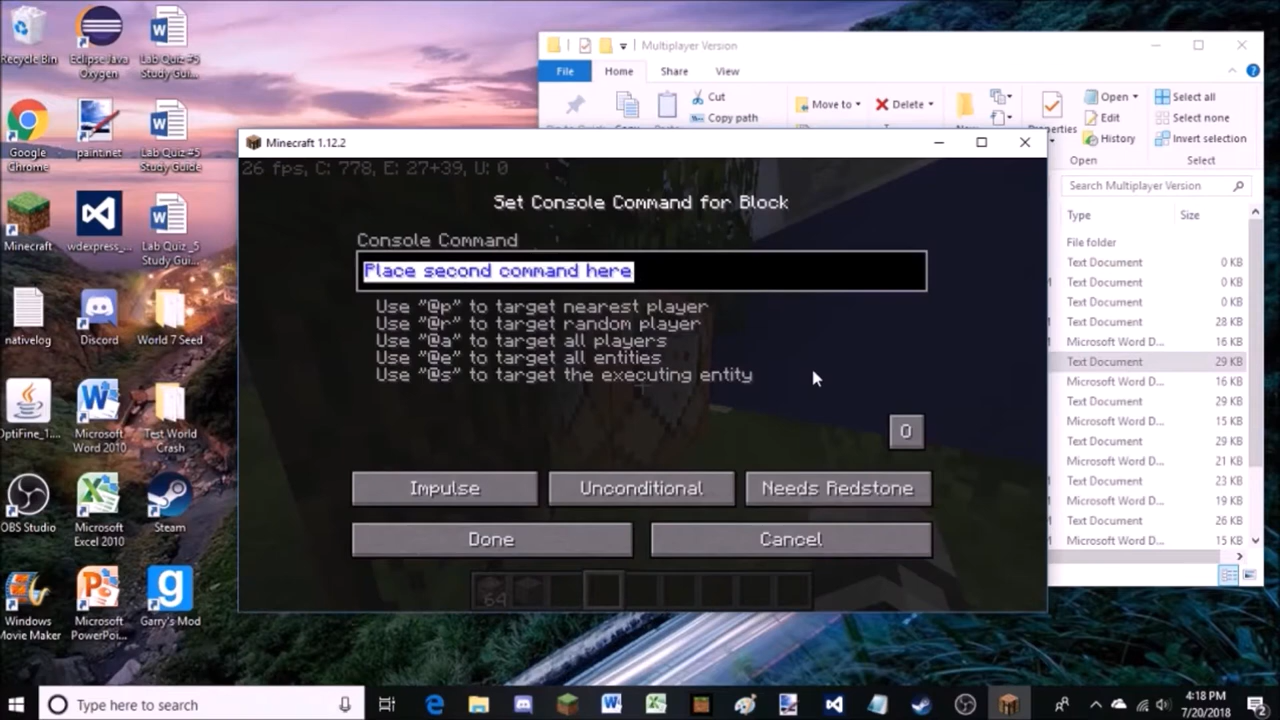 Recycle Bin
Eclipse Java
Oxygen
Lab Quiz #5
Study Gui...
Google
Chrome
paint.net
Lab Quiz #5
Study Guide
Minecraft
wdexpress_...
Lab Quiz _5
Study Gui...
nativelog
Discord
World 7 Seed
OptiFine_1....
Microsoft
Word 2010
Test World
Crash
OBS Studio
Microsoft
Excel 2010
Steam
Windows
Movie Maker
Microsoft
PowerPoi...
Garry's Mod
Multiplayer Version
File Home Share View
Cut
Copy path
Move to
Delete
Properties
Open
Edit
History
Open
Select all
Select none
Invert selection
Select
Search Multiplayer Version
Type Size
File folder
Text Document 0 KB
Text Document 0 KB
Text Document 0 KB
Text Document 28 KB
Microsoft Word D... 16 KB
Text Document 29 KB
Microsoft Word D... 16 KB
Text Document 29 KB
Microsoft Word D... 15 KB
Text Document 29 KB
Microsoft Word D... 21 KB
Text Document 23 KB
Microsoft Word D... 19 KB
Text Document 26 KB
Microsoft Word D... 15 KB
Minecraft 1.12.2
26 fps, C: 778, E: 27+39, U: 0
Set Console Command for Block
Console Command
Place second command here
Use "@p" to target nearest player
Use "@r" to target random player
Use "@a" to target all players
Use "@e" to target all entities
Use "@s" to target the executing entity
O
Impulse Unconditional Needs Redstone
Done Cancel
64
Type here to search
4:18 PM
7/20/2018
2